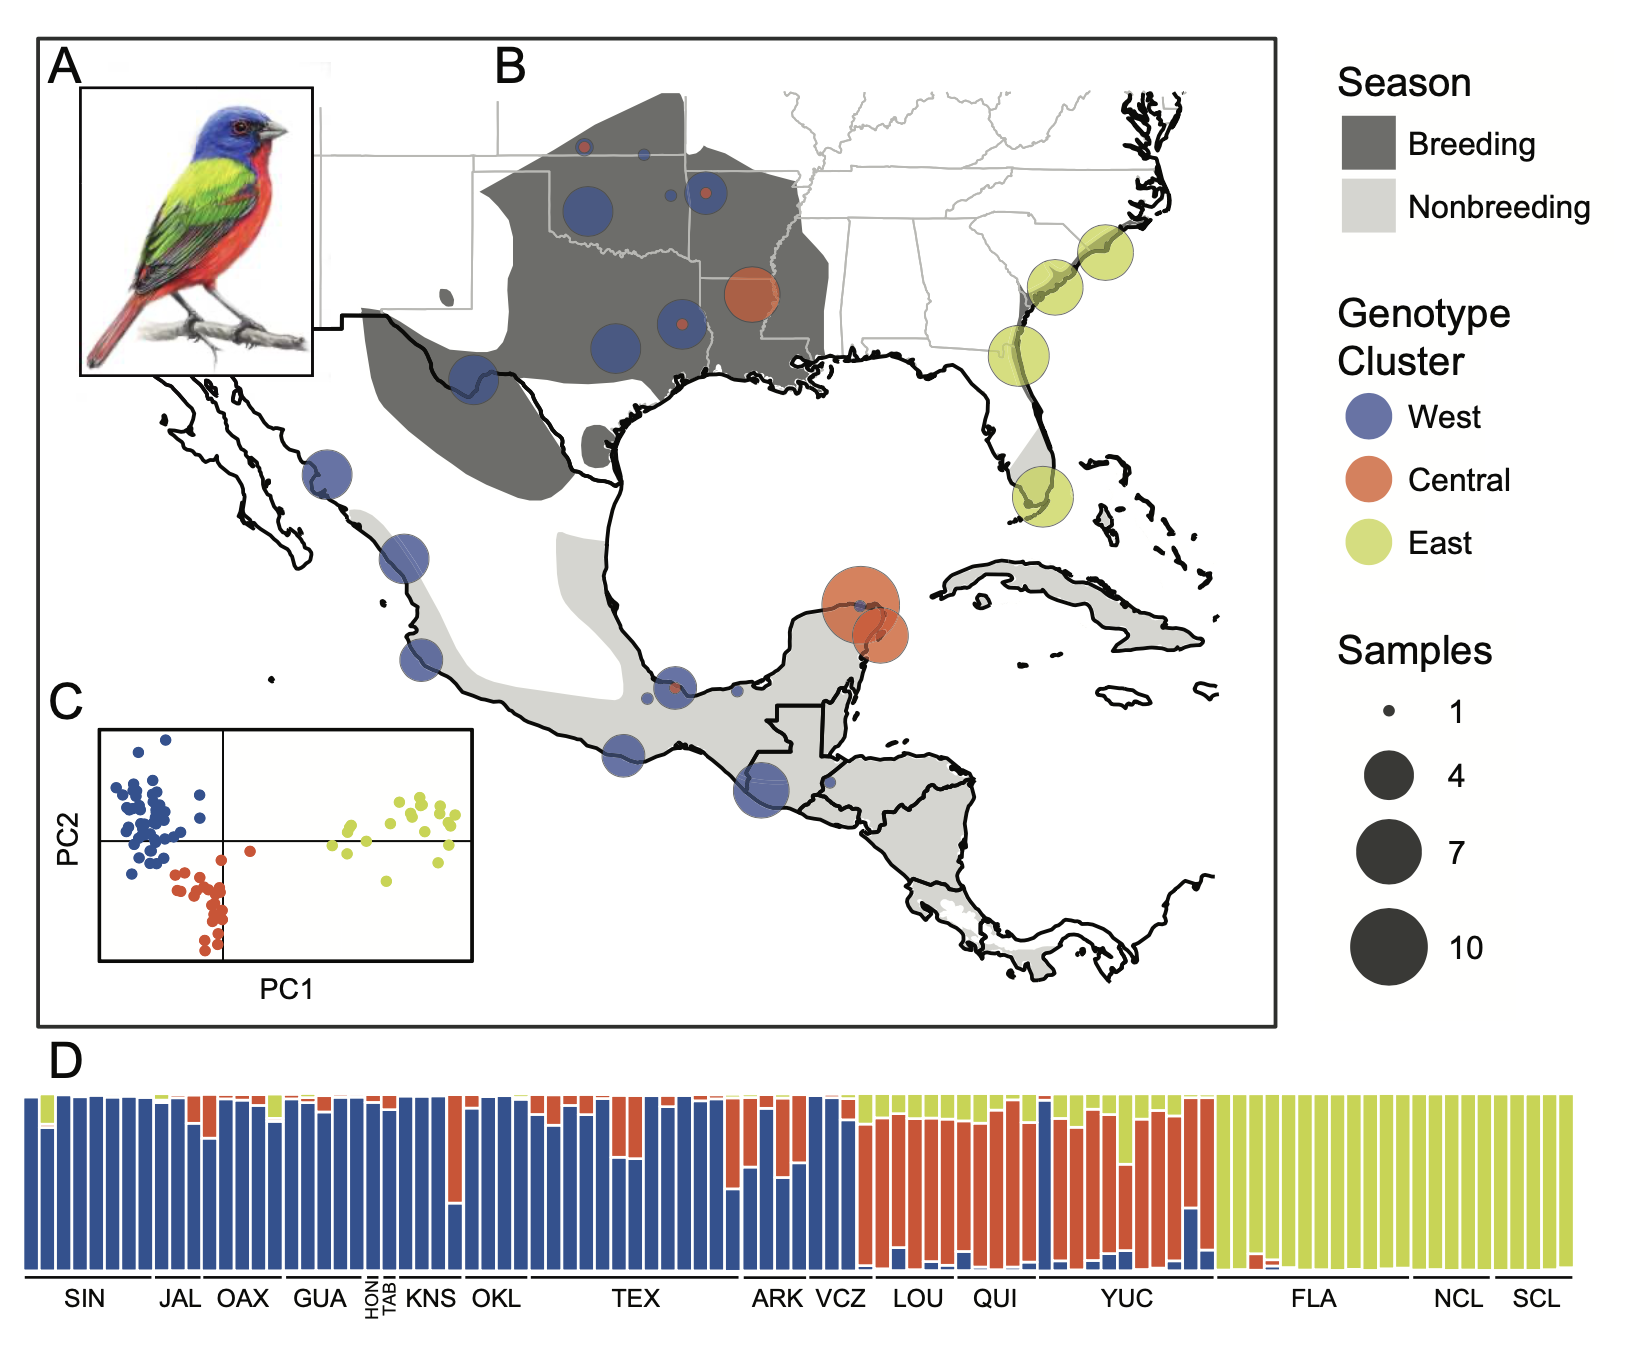 A
B
Season
Breeding
Nonbreeding
Genotype
Cluster
West
Central
East
Samples
1
4
7
10
C
PC2
PC1
D
SIN JAL OAX GUA HON TAB KNS OKL TEX ARK VCZ LOU QUI YUC FLA NCL SCL